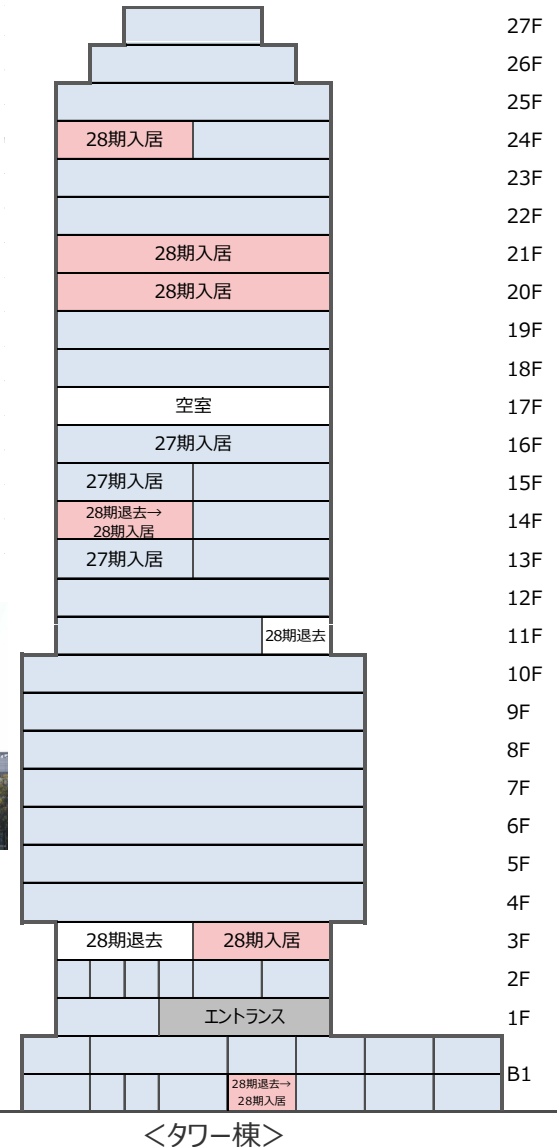 27F
26F
25F
28期入居 24F
23F
22F
28期入居 21F
28期入居 20F
19F
18F
空室 17F
27期入居 16F
27期入居 15F
28期退去→
28期入居 14F
27期入居 13F
12F
28期退去 11F
10F
9F
8F
7F
6F
5F
4F
28期退去 28期入居 3F
2F
エントランス 1F
B1
28期退去→
28期入居
＜タワー棟＞